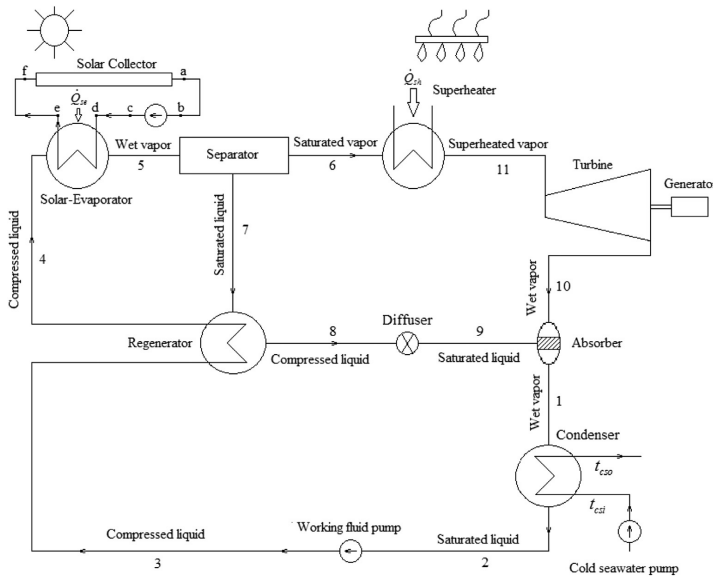 Solar Collector
f
a
Q̇se
e
d
c
b
Q̇sh
Superheater
Wet vapor
5
Separator
Saturated vapor
6
Superheated vapor
11
Turbine
Generator
Solar-Evaporator
Compressed liquid
4
Saturated liquid
7
Wet vapor
10
Regenerator
8
Compressed liquid
Diffuser
9
Saturated liquid
Absorber
Wet vapor
1
Condenser
tcso
tcsi
Compressed liquid
3
Working fluid pump
Saturated liquid
2
Cold seawater pump